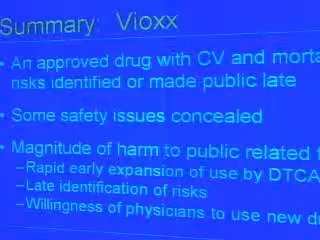 Summary: Vioxx
• An approved drug with CV and morta
risks identified or made public late
• Some safety issues concealed
• Magnitude of harm to public related
–Rapid early expansion of use by DTCA
–Late identification of risks
–Willingness of physicians to use new d